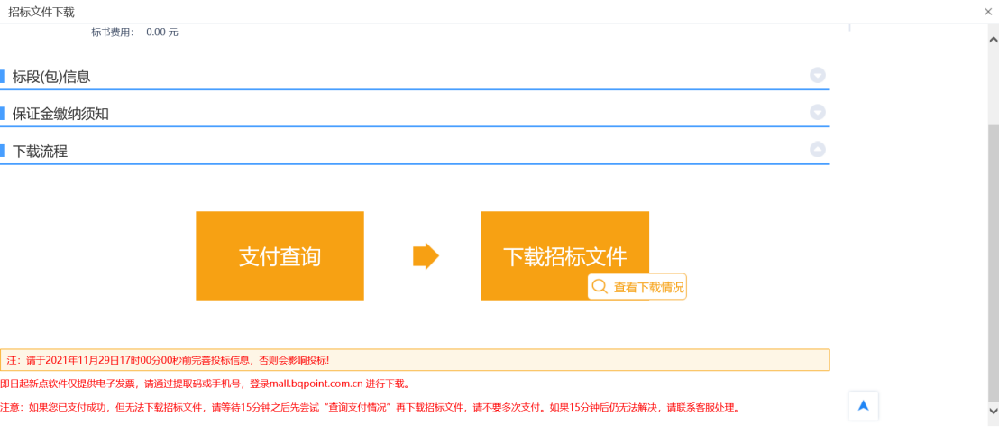 招标文件下载
标书费用： 0.00 元
标段(包)信息
保证金缴纳须知
下载流程
支付查询
下载招标文件
查看下载情况
注：请于2021年11月29日17时00分00秒前完善投标信息，否则会影响投标!
即日起新点软件仅提供电子发票，请通过提取码或手机号，登录mall.bqpoint.com.cn 进行下载。
注意：如果您已支付成功，但无法下载招标文件，请等待15分钟之后先尝试“查询支付情况”再下载招标文件，请不要多次支付。如果15分钟后仍无法解决，请联系客服处理。